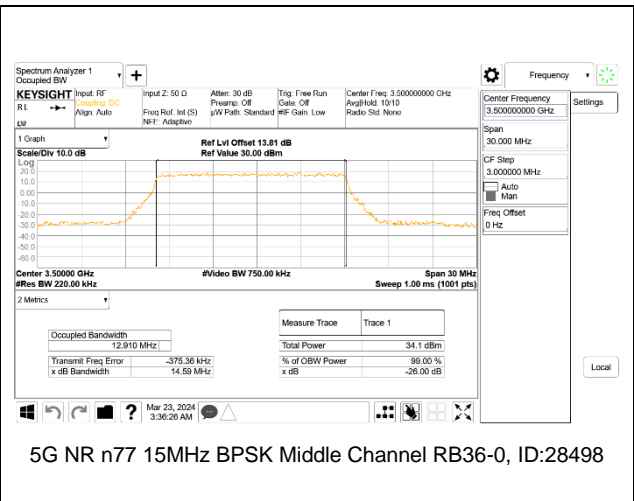 Spectrum Analyzer 1
Occupied BW
+
Frequency
KEYSIGHT Input: RF
Coupling: DC
Align: Auto
RL
Input Z: 50 Ω
Freq Ref: Int (S)
NFE: Adaptive
Atten: 30 dB
Preamp: Off
µW Path: Standard
Trig: Free Run
Gate: Off
#IF Gain: Low
Center Freq: 3.500000000 GHz
Avg|Hold: 10/10
Radio Std: None
Center Frequency
3.500000000 GHz
Settings
Span
30.000 MHz
CF Step
3.000000 MHz
Auto
Man
Freq Offset
0 Hz
Local
1 Graph
Scale/Div 10.0 dB
Ref Lvl Offset 13.81 dB
Ref Value 30.00 dBm
Log
20.0
10.0
0.00
-10.0
-20.0
-30.0
-40.0
-50.0
-60.0
Center 3.50000 GHz
#Res BW 220.00 kHz
#Video BW 750.00 kHz
Span 30 MHz
Sweep 1.00 ms (1001 pts)
2 Metrics
Measure Trace Trace 1
Occupied Bandwidth
12.910 MHz
Total Power 34.1 dBm
Transmit Freq Error -375.36 kHz
% of OBW Power 99.00 %
x dB Bandwidth 14.59 MHz
x dB -26.00 dB
?
Mar 23, 2024
3:36:26 AM
5G NR n77 15MHz BPSK Middle Channel RB36-0, ID:28498